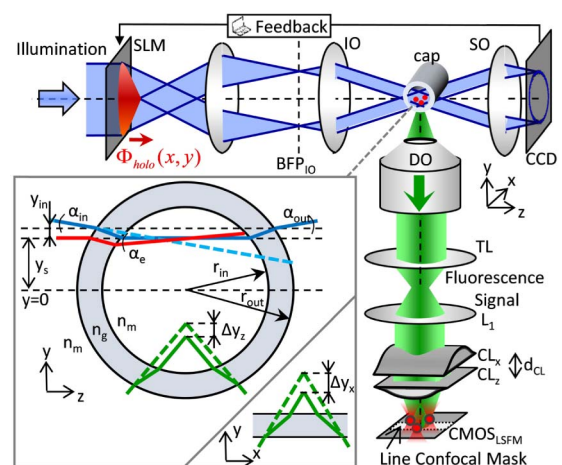 Feedback
Illumination
SLM
IO
cap
SO
Φholo(x, y)
BFPIO
CCD
DO
y
x
z
TL
Fluorescence
Signal
L1
CLx
CLz
dCL
CMOSLSFM
Line Confocal Mask
yin
αin
αout
αe
ys
y=0
rin
rout
nm
ng
nm
Δyz
y
z
Δyx
y
x